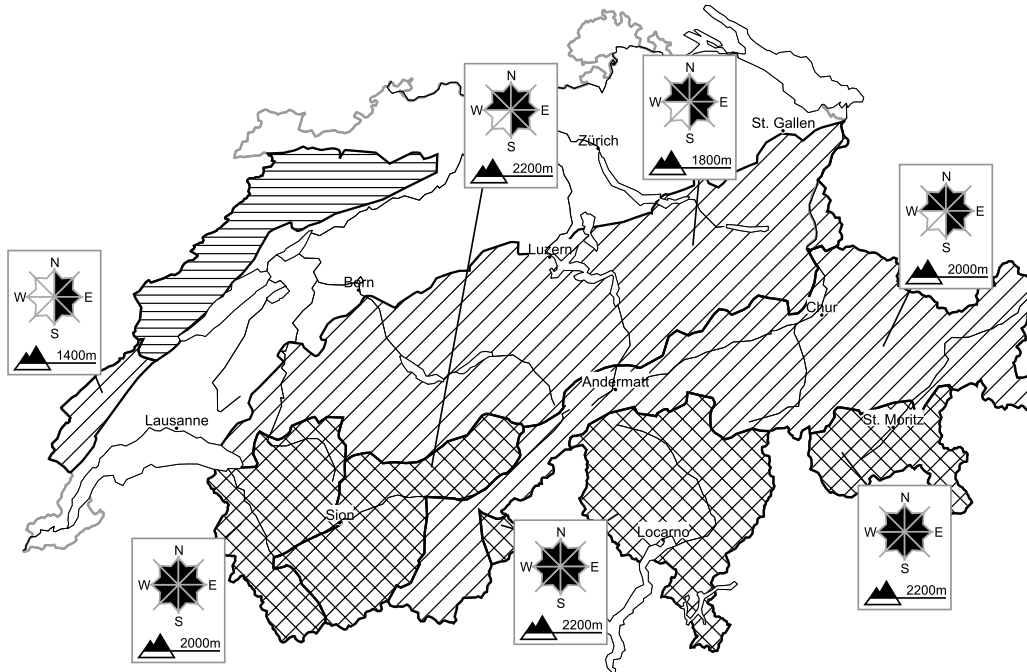 N
W E
S
2200m
N
W E
S
1800m
St. Gallen
Zürich
N
W E
S
2000m
Luzern
N
W E
S
1400m
Bern
Chur
Andermatt
Lausanne
St. Moritz
Sion
Locarno
N
W E
S
2200m
N
W E
S
2200m
N
W E
S
2000m